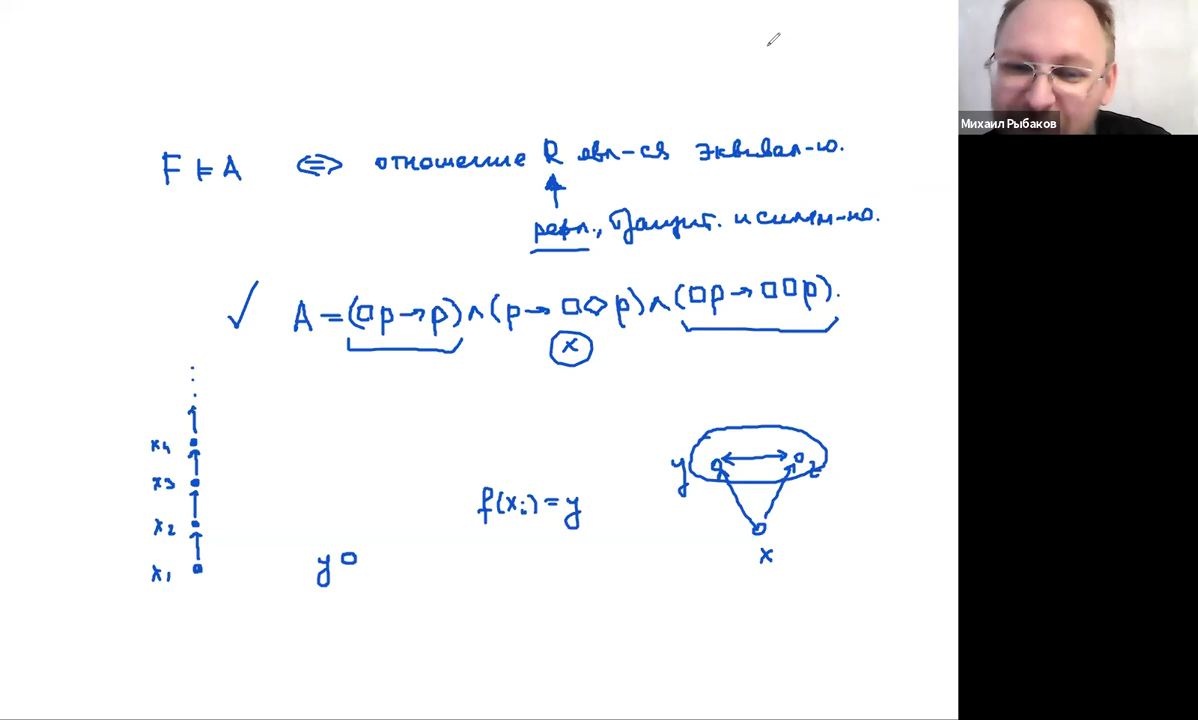 Михаил Рыбаков
F ⊨ A ⟺ отношение R явл-ся эквивал-ю.
рефл., транзит. и симм-но.
✓ A = (□p → p) ∧ (p → □◇p) ∧ (□p → □□p).
x
x4
x3
x2
x1
f(xᵢ) = y
y
y z
x